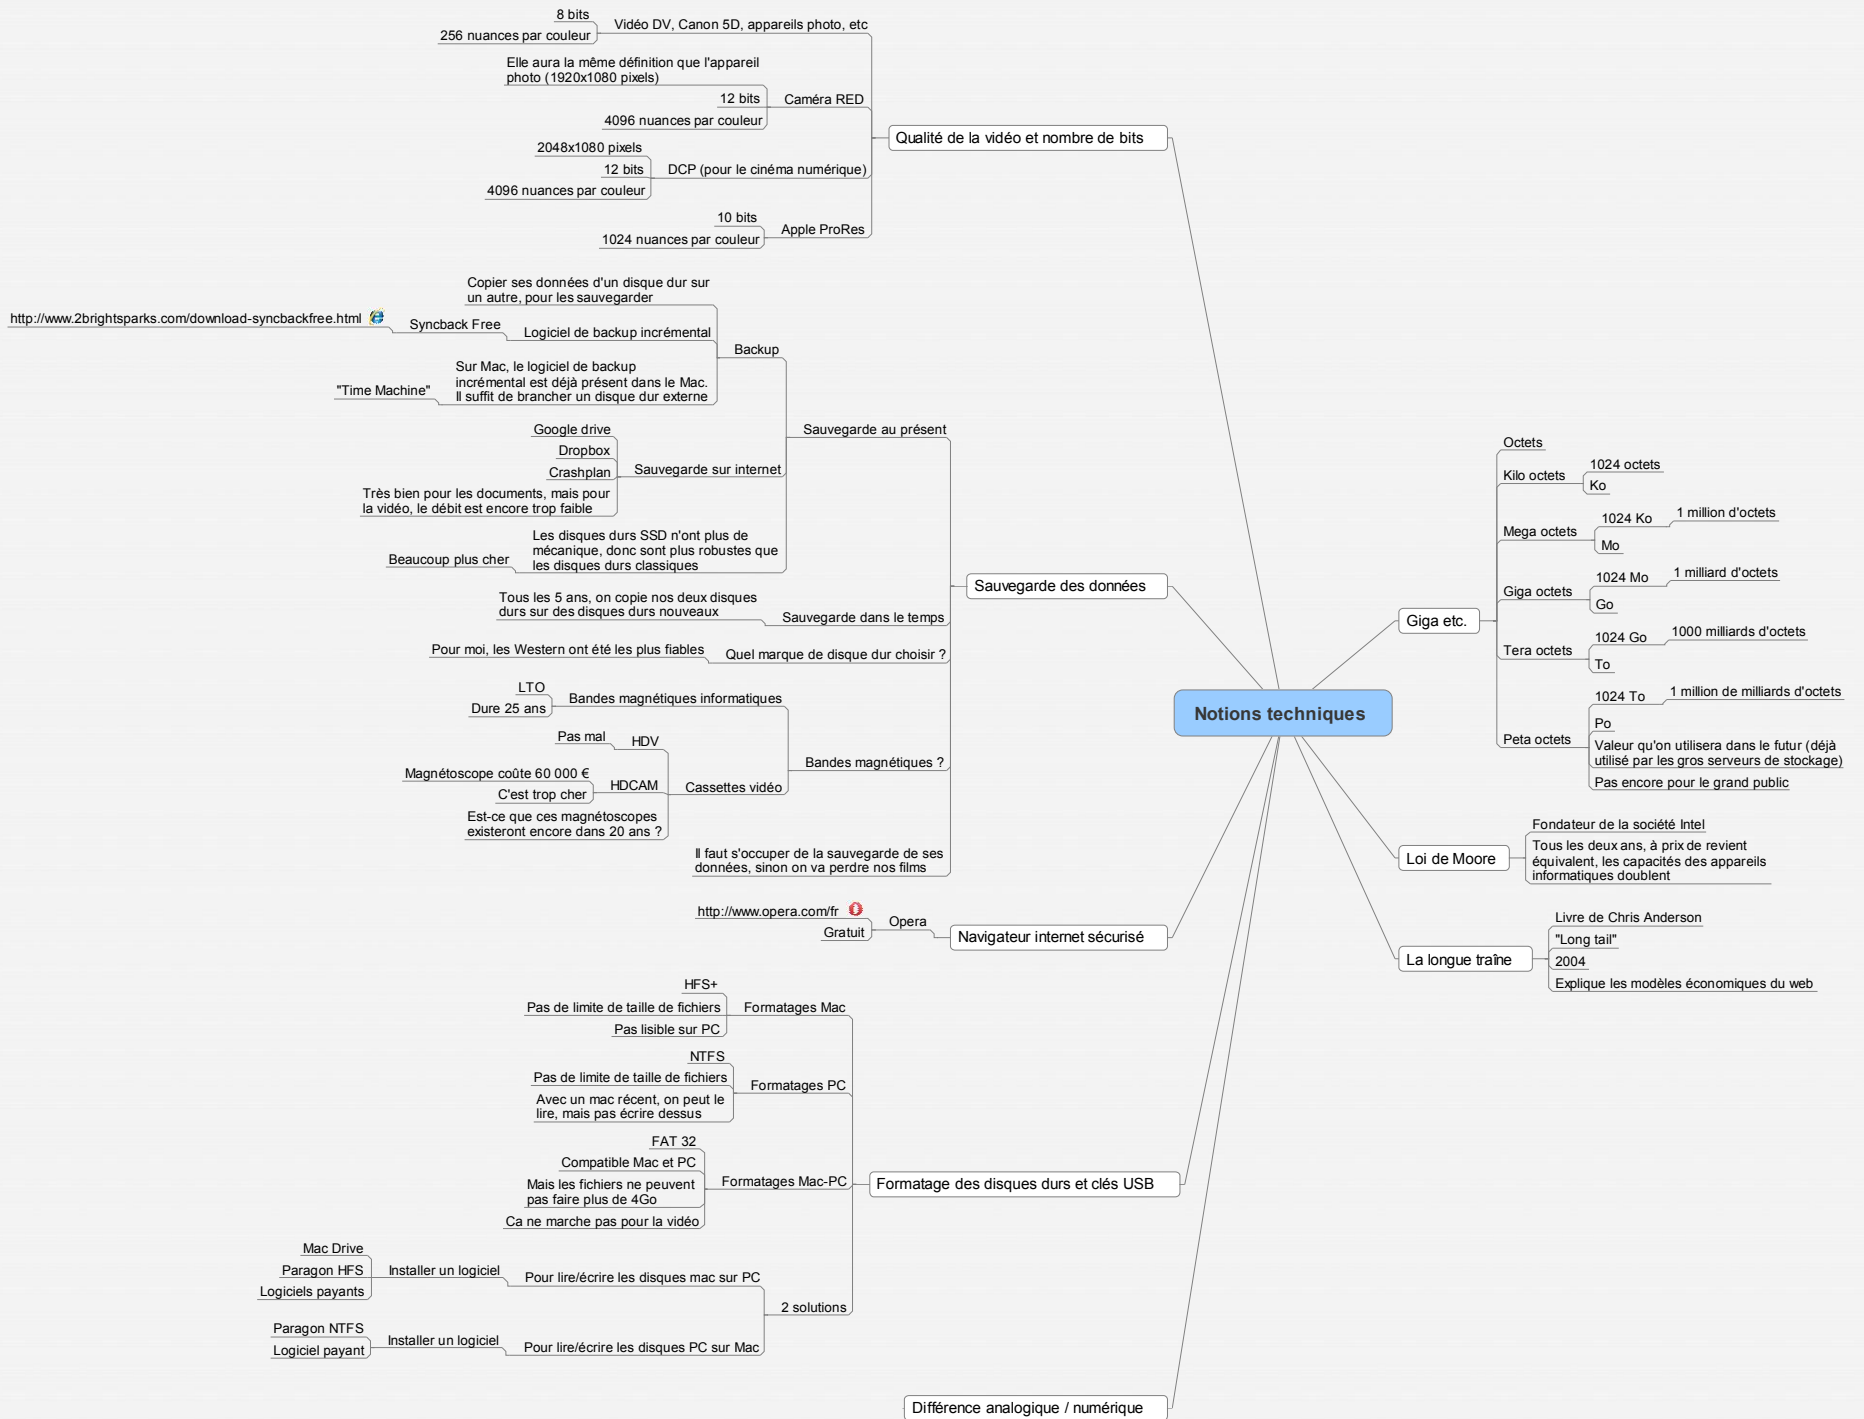 Notions techniques
Qualité de la vidéo et nombre de bits
Vidéo DV, Canon 5D, appareils photo, etc
8 bits
256 nuances par couleur
Caméra RED
Elle aura la même définition que l'appareil
photo (1920x1080 pixels)
12 bits
4096 nuances par couleur
DCP (pour le cinéma numérique)
2048x1080 pixels
12 bits
4096 nuances par couleur
Apple ProRes
10 bits
1024 nuances par couleur
Sauvegarde des données
Sauvegarde au présent
Backup
Copier ses données d'un disque dur sur
un autre, pour les sauvegarder
Logiciel de backup incrémental
Syncback Free
http://www.2brightsparks.com/download-syncbackfree.html
Sur Mac, le logiciel de backup
incrémental est déjà présent dans le Mac.
Il suffit de brancher un disque dur externe
"Time Machine"
Sauvegarde sur internet
Google drive
Dropbox
Crashplan
Très bien pour les documents, mais pour
la vidéo, le débit est encore trop faible
Les disques durs SSD n'ont plus de
mécanique, donc sont plus robustes que
les disques durs classiques
Beaucoup plus cher
Sauvegarde dans le temps
Tous les 5 ans, on copie nos deux disques
durs sur des disques durs nouveaux
Quel marque de disque dur choisir ?
Pour moi, les Western ont été les plus fiables
Bandes magnétiques ?
Bandes magnétiques informatiques
LTO
Dure 25 ans
Cassettes vidéo
HDV
Pas mal
HDCAM
Magnétoscope coûte 60 000 €
C'est trop cher
Est-ce que ces magnétoscopes
existeront encore dans 20 ans ?
Il faut s'occuper de la sauvegarde de ses
données, sinon on va perdre nos films
Navigateur internet sécurisé
Opera
http://www.opera.com/fr
Gratuit
Formatage des disques durs et clés USB
Formatages Mac
HFS+
Pas de limite de taille de fichiers
Pas lisible sur PC
Formatages PC
NTFS
Pas de limite de taille de fichiers
Avec un mac récent, on peut le
lire, mais pas écrire dessus
Formatages Mac-PC
FAT 32
Compatible Mac et PC
Mais les fichiers ne peuvent
pas faire plus de 4Go
Ca ne marche pas pour la vidéo
2 solutions
Pour lire/écrire les disques mac sur PC
Installer un logiciel
Mac Drive
Paragon HFS
Logiciels payants
Pour lire/écrire les disques PC sur Mac
Installer un logiciel
Paragon NTFS
Logiciel payant
Différence analogique / numérique
Giga etc.
Octets
Kilo octets
1024 octets
Ko
Mega octets
1024 Ko
1 million d'octets
Mo
Giga octets
1024 Mo
1 milliard d'octets
Go
Tera octets
1024 Go
1000 milliards d'octets
To
Peta octets
1024 To
1 million de milliards d'octets
Po
Valeur qu'on utilisera dans le futur (déjà
utilisé par les gros serveurs de stockage)
Pas encore pour le grand public
Loi de Moore
Fondateur de la société Intel
Tous les deux ans, à prix de revient
équivalent, les capacités des appareils
informatiques doublent
La longue traîne
Livre de Chris Anderson
"Long tail"
2004
Explique les modèles économiques du web